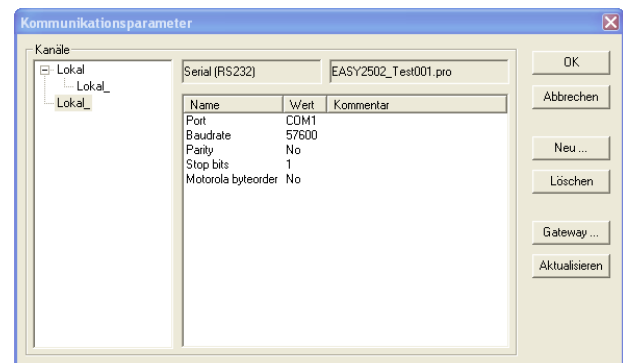 Kommunikationsparameter
Kanäle
Lokal
Lokal_
Lokal_
Serial (RS232) EASY2502_Test001.pro
Name Wert Kommentar
Port COM1
Baudrate 57600
Parity No
Stop bits 1
Motorola byteorder No
OK
Abbrechen
Neu ...
Löschen
Gateway ...
Aktualisieren